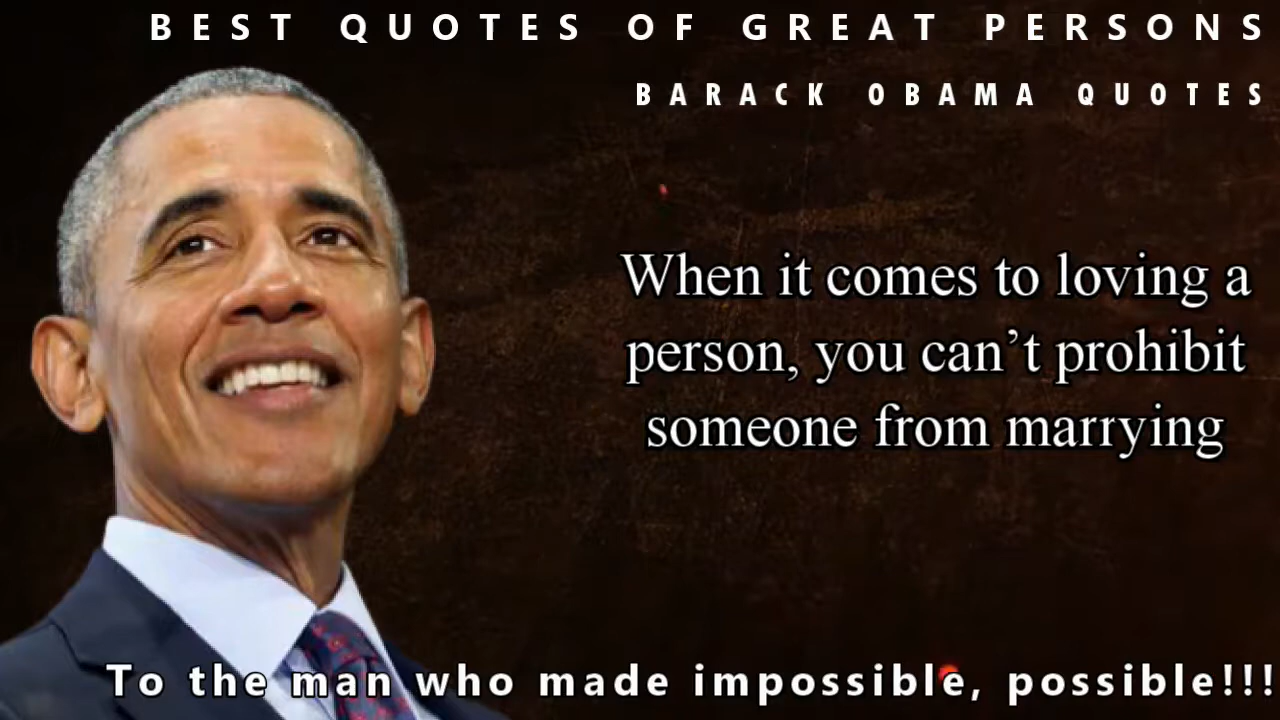 BEST QUOTES OF GREAT PERSONS
BARACK OBAMA QUOTES
When it comes to loving a
person, you can’t prohibit
someone from marrying
To the man who made impossible, possible!!!